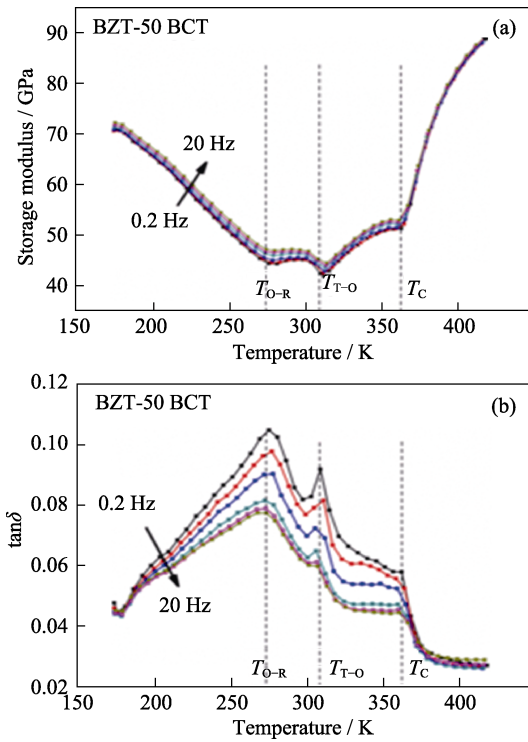 BZT-50 BCT
(a)
90
80
70
60
50
40
Storage modulus / GPa
20 Hz
0.2 Hz
T_O–R
T_T–O
T_C
150
200
250
300
350
400
Temperature / K
0.12
BZT-50 BCT
(b)
0.10
0.08
0.06
0.04
0.02
tanδ
0.2 Hz
20 Hz
T_O–R
T_T–O
T_C
150
200
250
300
350
400
Temperature / K